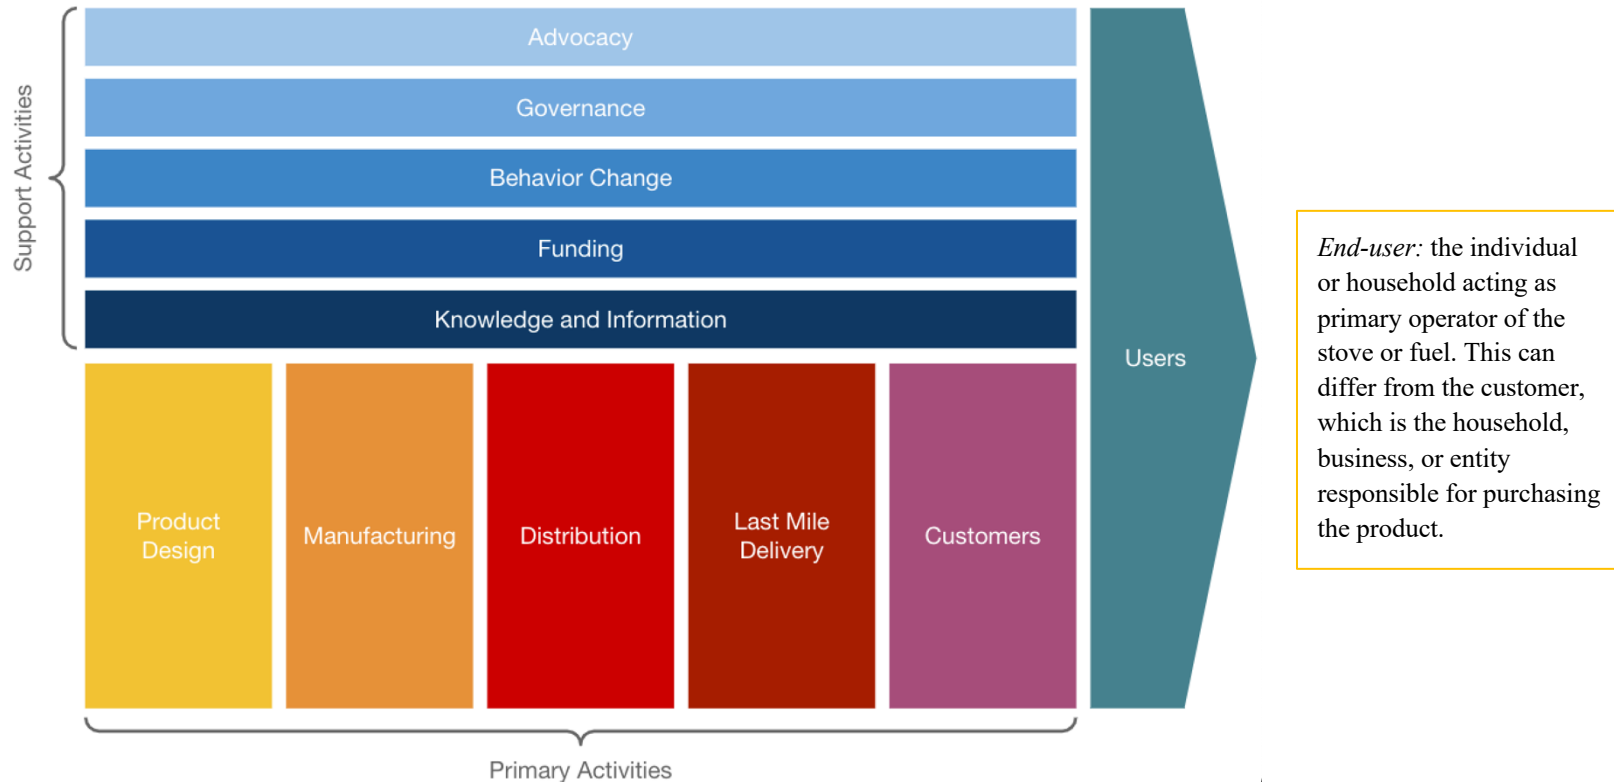 Support Activities
Advocacy
Governance
Behavior Change
Funding
Knowledge and Information
Product
Design
Manufacturing
Distribution
Last Mile
Delivery
Customers
Primary Activities
Users
End-user: the individual
or household acting as
primary operator of the
stove or fuel. This can
differ from the customer,
which is the household,
business, or entity
responsible for purchasing
the product.